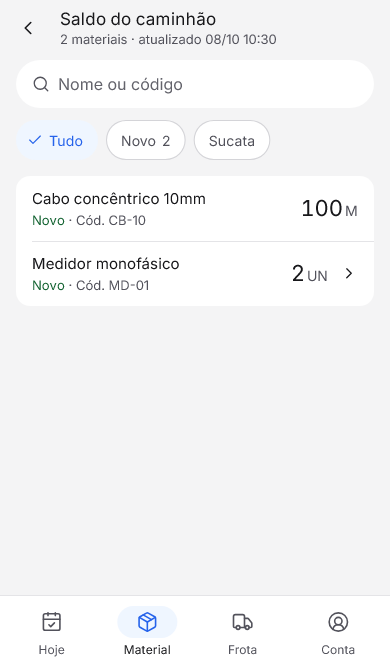 Saldo do caminhão
2 materiais · atualizado 08/10 10:30
Nome ou código
Tudo
Novo 2
Sucata
Cabo concêntrico 10mm
100 M
Novo · Cód. CB-10
Medidor monofásico
2 UN
Novo · Cód. MD-01
Hoje
Material
Frota
Conta